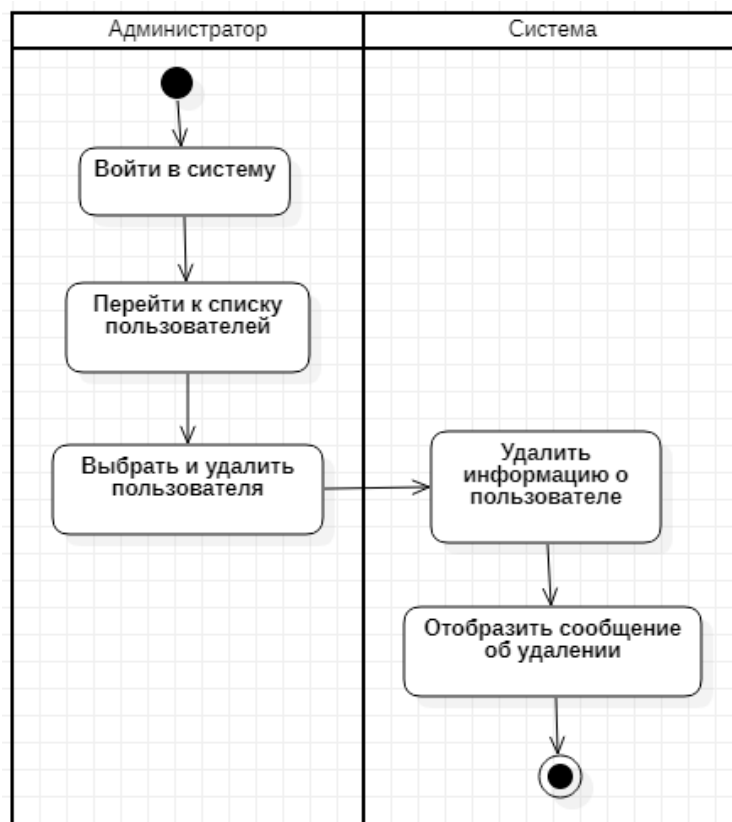 Администратор
Система
Войти в систему
Перейти к списку
пользователей
Выбрать и удалить
пользователя
Удалить
информацию о
пользователе
Отобразить сообщение
об удалении